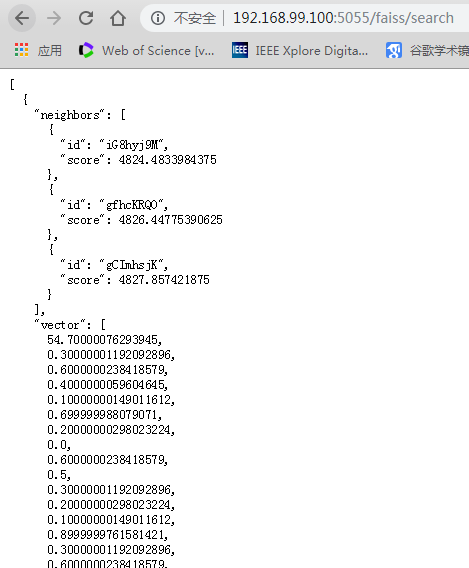 不安全 | 192.168.99.100:5055/faiss/search
应用 Web of Science [v... IEEE Xplore Digita... 谷歌学术镜
[
{
"neighbors": [
{
"id": "iG8hyj9M",
"score": 4824.4833984375
},
{
"id": "gfhcKRQO",
"score": 4826.44775390625
},
{
"id": "gCImhsjK",
"score": 4827.857421875
}
],
"vector": [
54.70000076293945,
0.30000001192092896,
0.6000000238418579,
0.4000000059604645,
0.10000000149011612,
0.699999988079071,
0.20000000298023224,
0.0,
0.6000000238418579,
0.5,
0.30000001192092896,
0.20000000298023224,
0.10000000149011612,
0.8999999761581421,
0.30000001192092896,
0.6000000238418579,